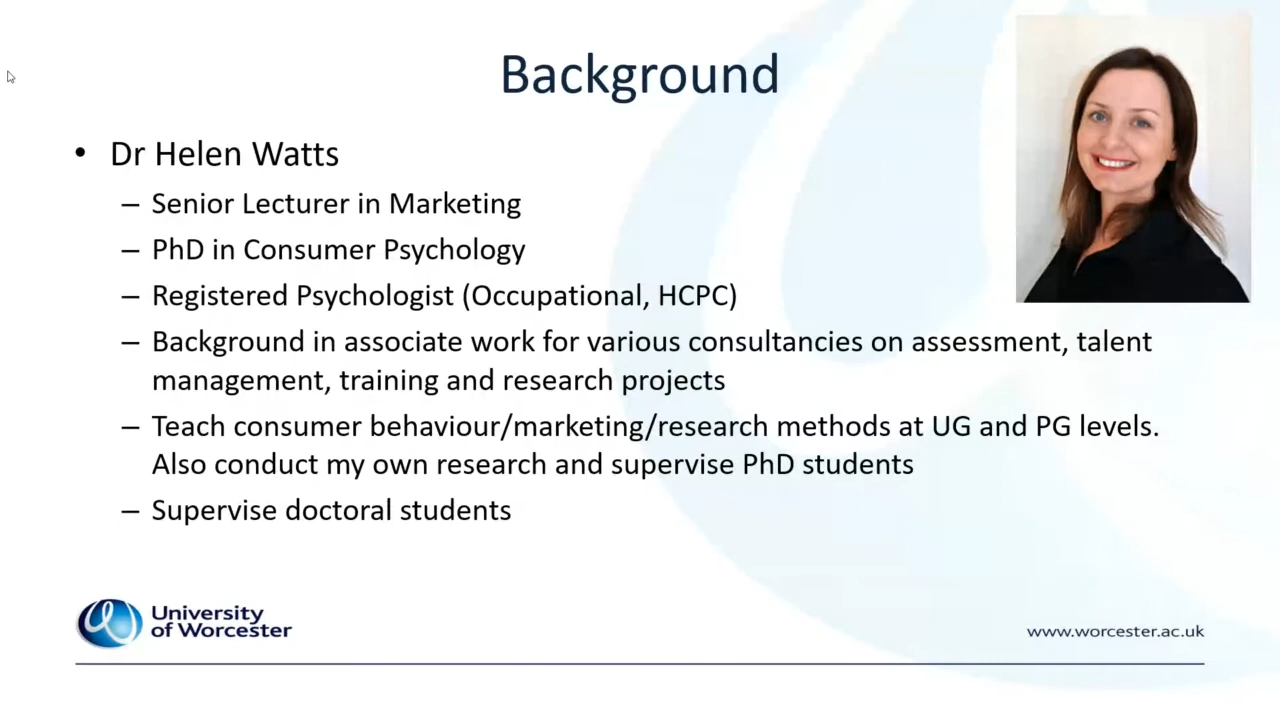 Background
• Dr Helen Watts
– Senior Lecturer in Marketing
– PhD in Consumer Psychology
– Registered Psychologist (Occupational, HCPC)
– Background in associate work for various consultancies on assessment, talent
management, training and research projects
– Teach consumer behaviour/marketing/research methods at UG and PG levels.
Also conduct my own research and supervise PhD students
– Supervise doctoral students
University
of Worcester
www.worcester.ac.uk